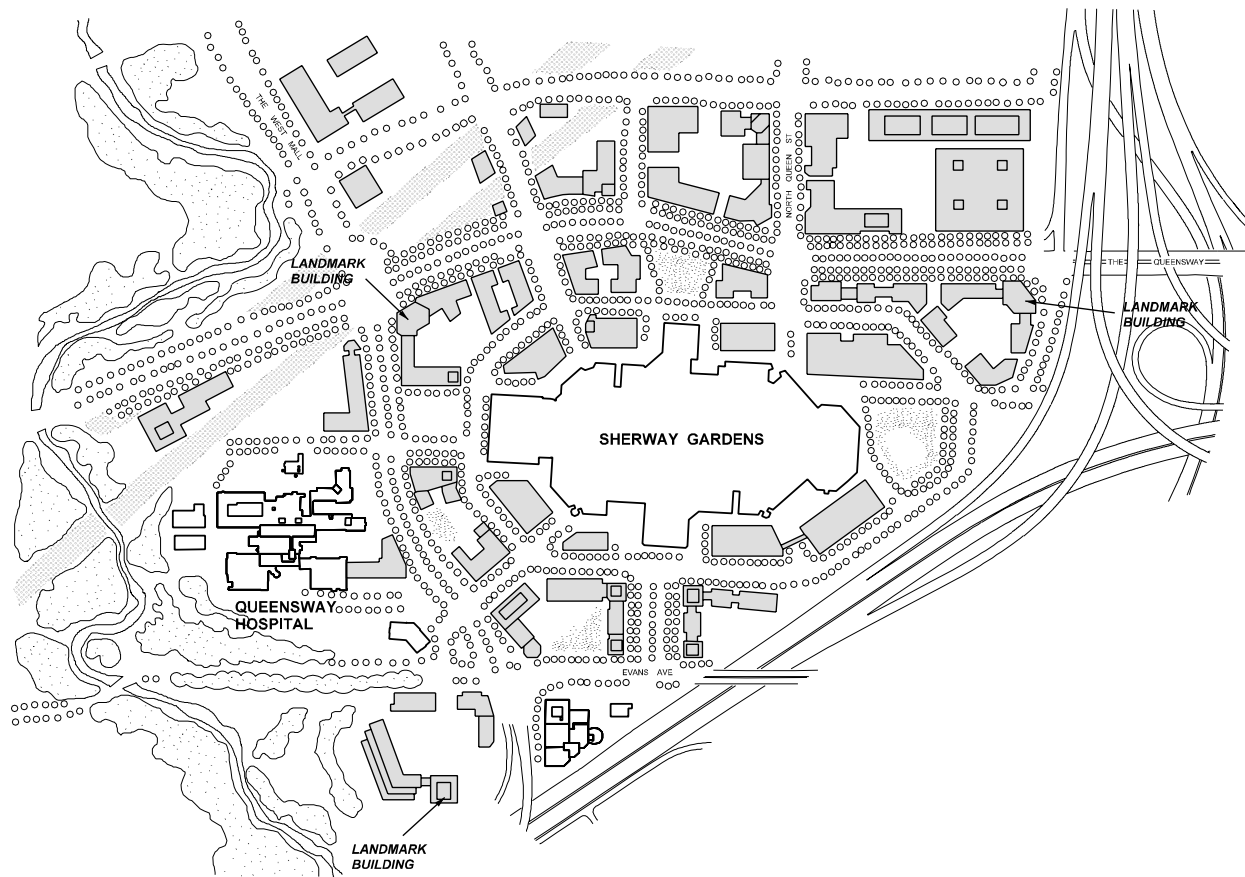 THE WEST MALL
NORTH QUEEN ST
LANDMARK
BUILDING
THE QUEENSWAY
LANDMARK
BUILDING
SHERWAY GARDENS
QUEENSWAY
HOSPITAL
EVANS AVE
LANDMARK
BUILDING